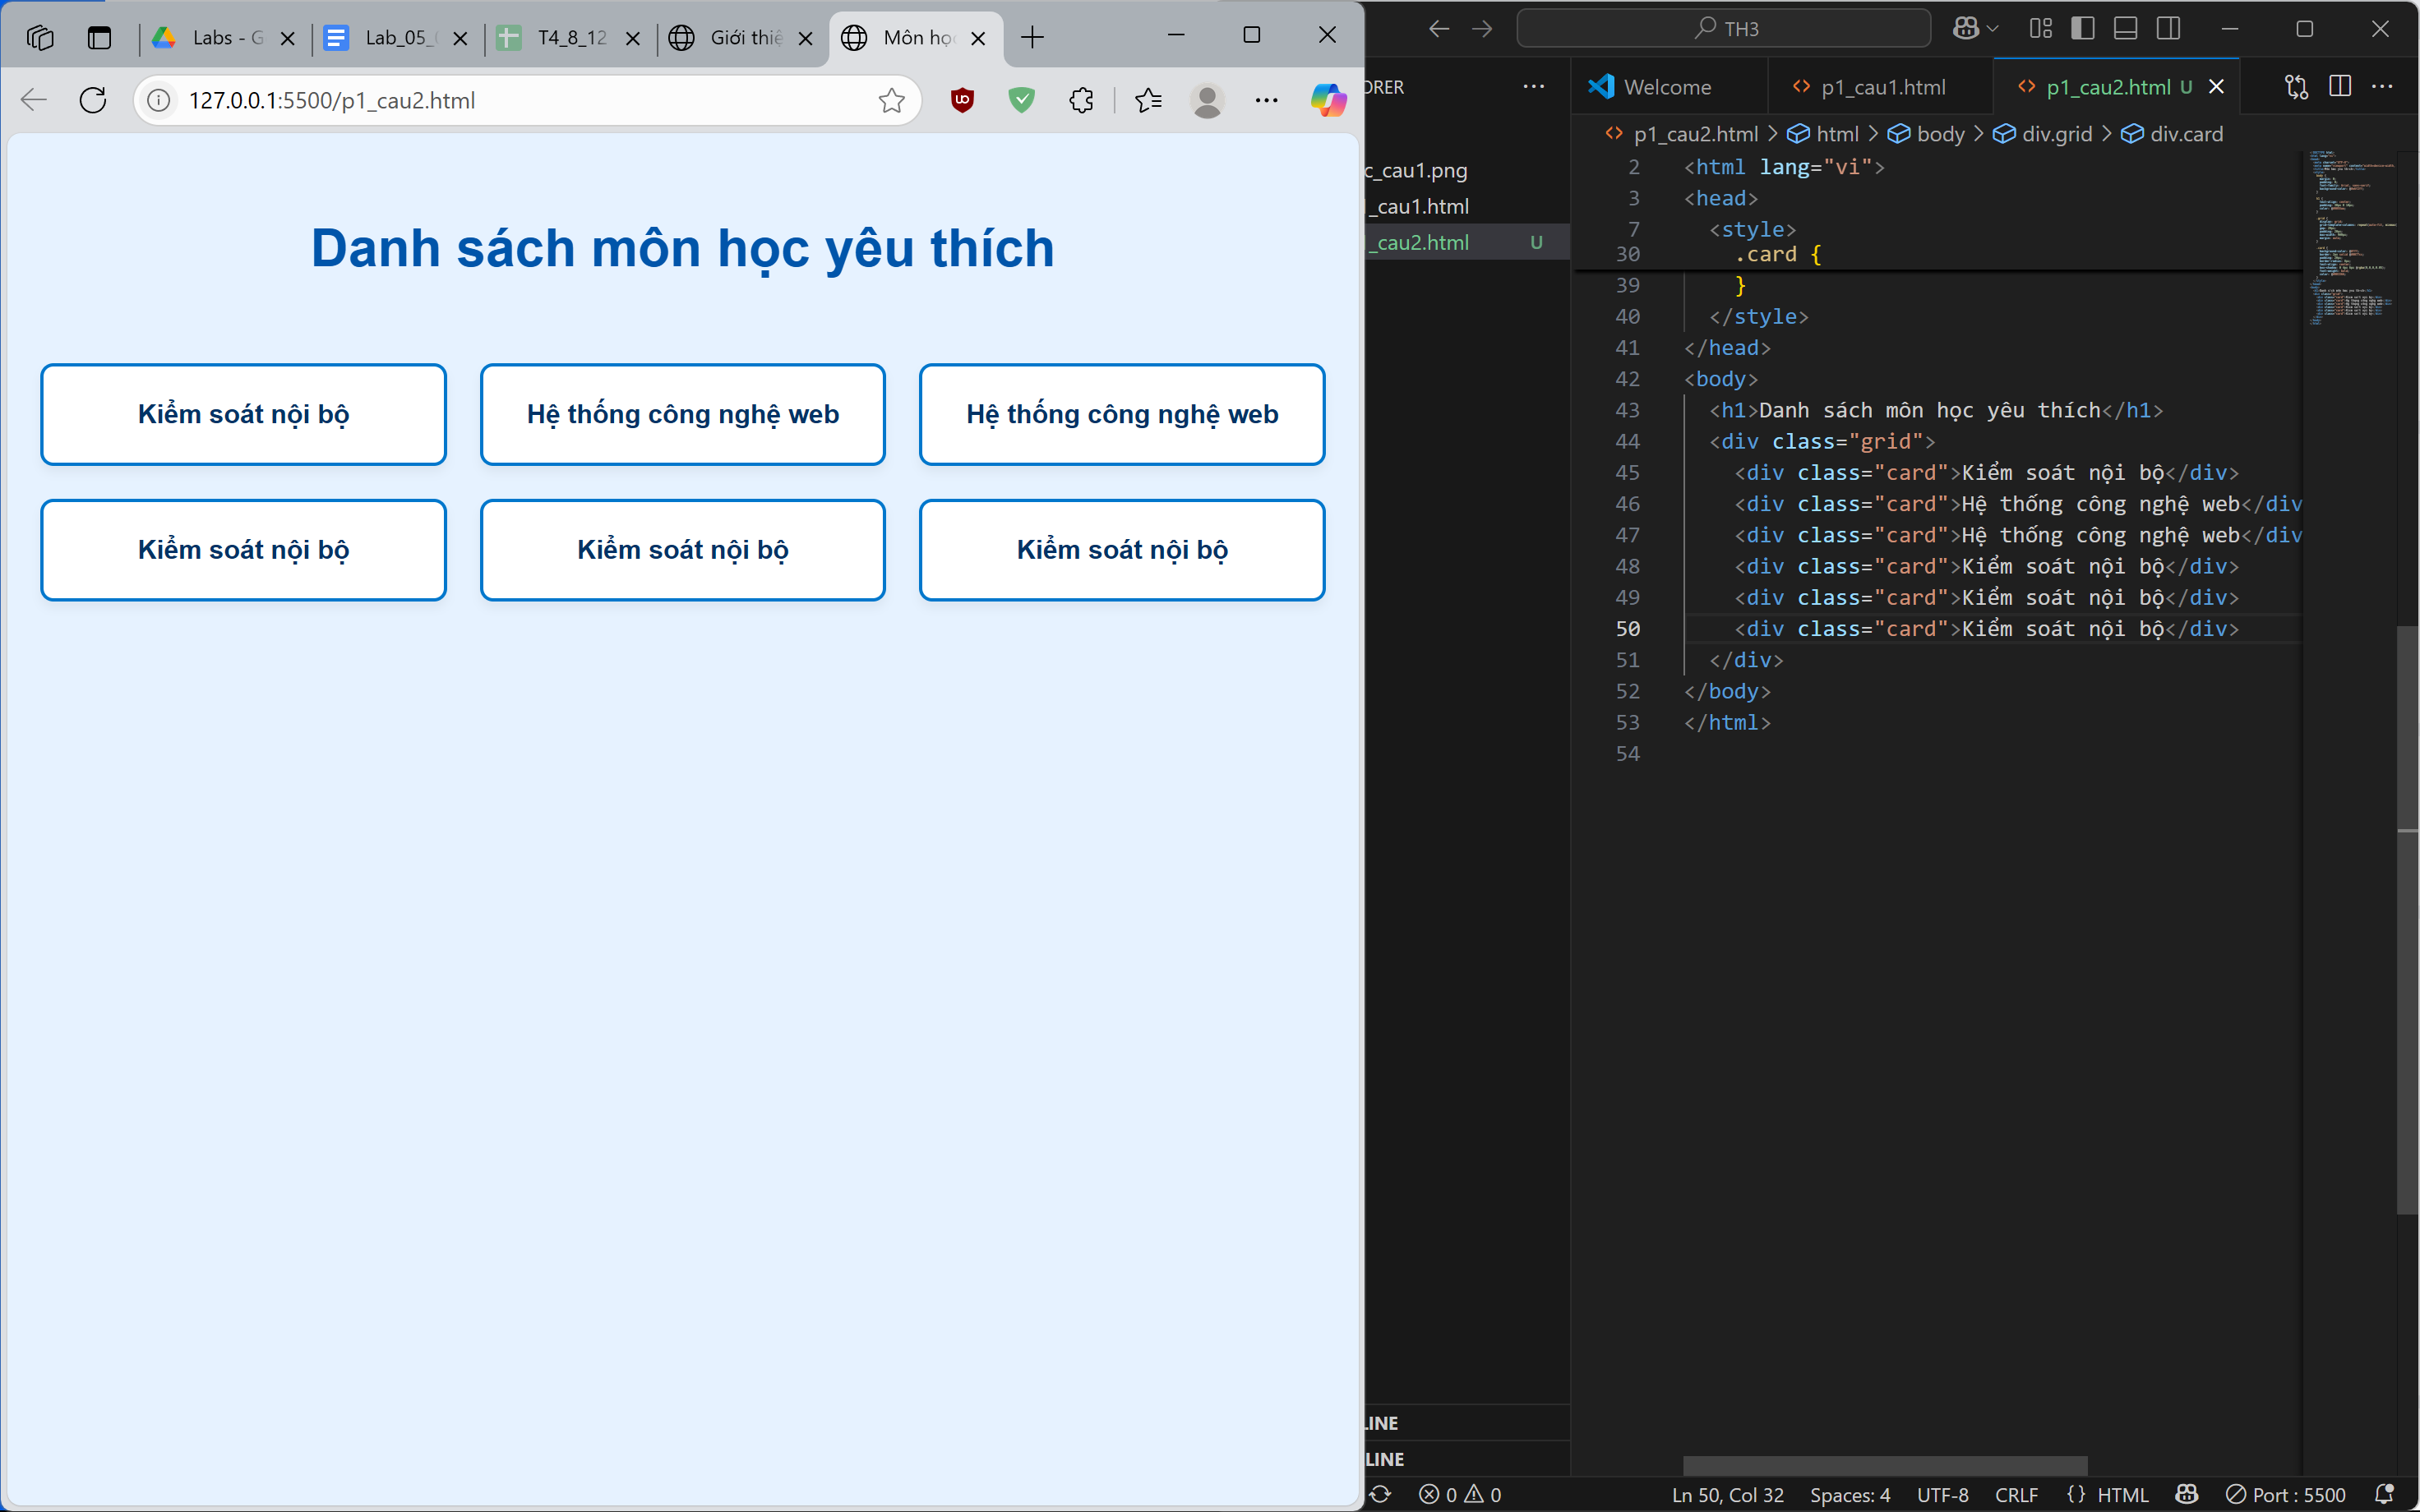 Labs - G
Lab_05_
T4_8_12
Giới thiệ
Môn họ
127.0.0.1:5500/p1_cau2.html
Danh sách môn học yêu thích
Kiểm soát nội bộ
Hệ thống công nghệ web
Hệ thống công nghệ web
Kiểm soát nội bộ
Kiểm soát nội bộ
Kiểm soát nội bộ
TH3
ORER
c_cau1.png
_cau1.html
_cau2.html U
LINE
LINE
Welcome
p1_cau1.html
p1_cau2.html U
p1_cau2.html > html > body > div.grid > div.card
2 <html lang="vi">
3 <head>
7 <style>
30 .card {
39 }
40 </style>
41 </head>
42 <body>
43 <h1>Danh sách môn học yêu thích</h1>
44 <div class="grid">
45 <div class="card">Kiểm soát nội bộ</div>
46 <div class="card">Hệ thống công nghệ web</div
47 <div class="card">Hệ thống công nghệ web</div
48 <div class="card">Kiểm soát nội bộ</div>
49 <div class="card">Kiểm soát nội bộ</div>
50 <div class="card">Kiểm soát nội bộ</div>
51 </div>
52 </body>
53 </html>
54
0 0
Ln 50, Col 32
Spaces: 4
UTF-8
CRLF
{} HTML
Port : 5500